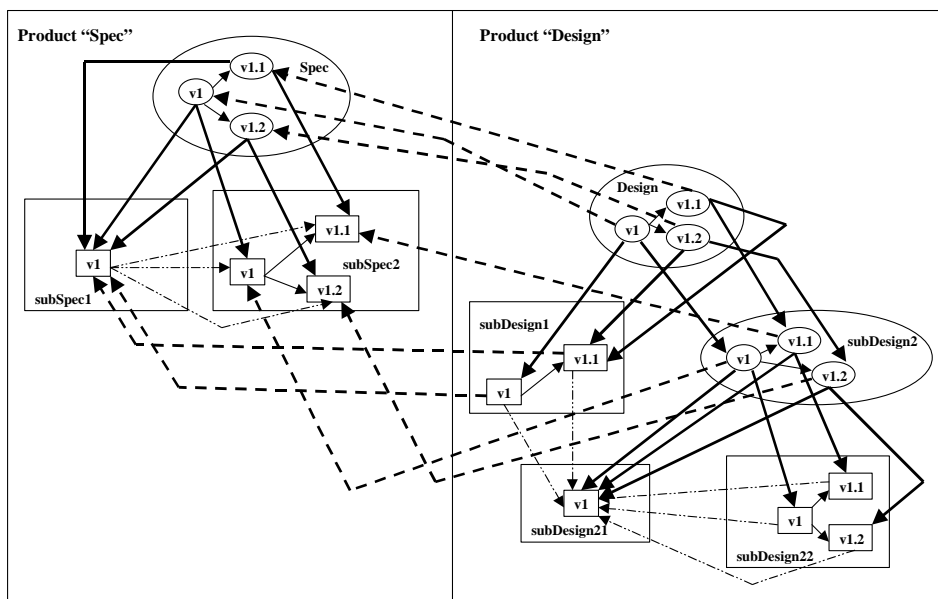 Product “Spec”
Product “Design”
v1.1
Spec
v1
v1.2
Design
v1.1
v1
v1.2
v1.1
v1
v1
subSpec2
v1.2
subSpec1
subDesign1
v1.1
v1
v1.1
subDesign2
v1
v1.2
v1
subDesign21
v1.1
v1
v1.2
subDesign22